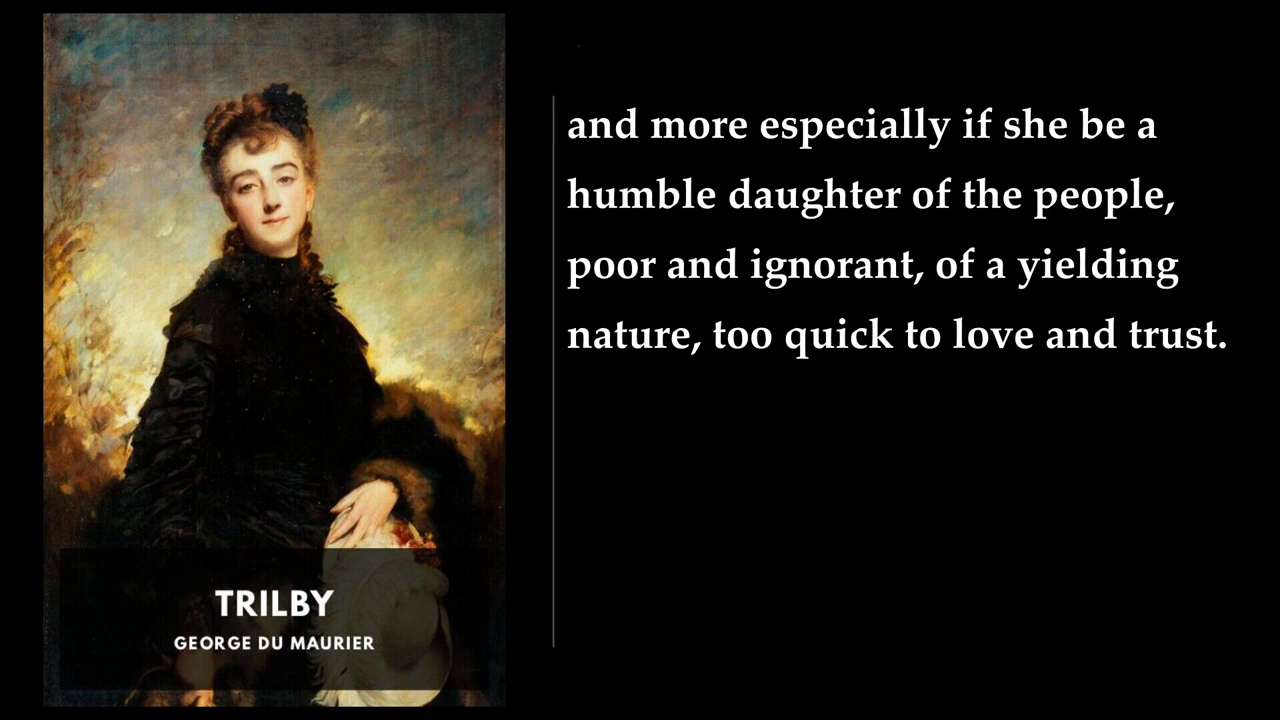 and more especially if she be a
humble daughter of the people,
poor and ignorant, of a yielding
nature, too quick to love and trust.
TRILBY
GEORGE DU MAURIER